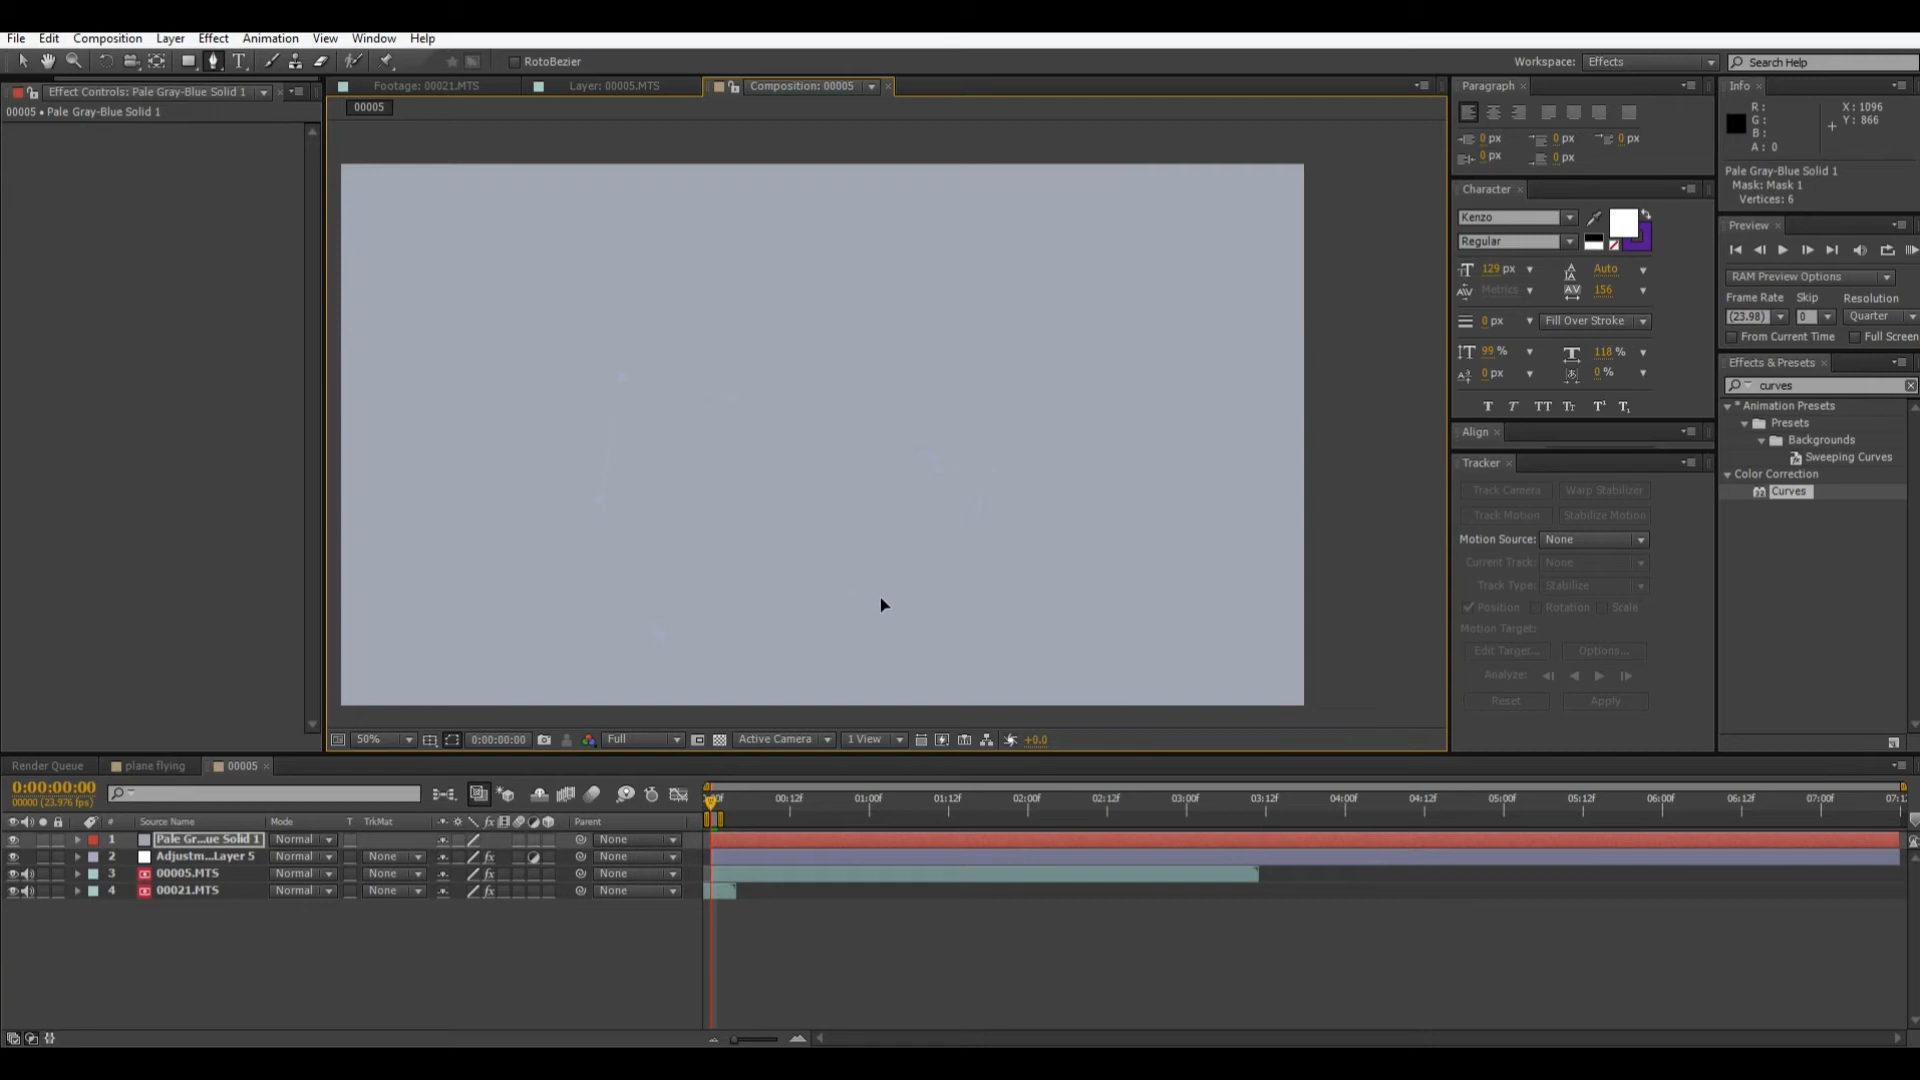 File Edit Composition Layer Effect Animation View Window Help
RotoBezier
Workspace: Effects
Search Help
Effect Controls: Pale Gray-Blue Solid 1
00005 • Pale Gray-Blue Solid 1
Footage: 00021.MTS
Layer: 00005.MTS
Composition: 00005
00005
Paragraph
0 px 0 px 0 px
0 px 0 px
Character
Kenzo
Regular
129 px Auto
Metrics 156
0 px Fill Over Stroke
99 % 118 %
0 px 0 %
T T TT Tt T¹ T₁
Align
Tracker
Track Camera Warp Stabilizer
Track Motion Stabilize Motion
Motion Source: None
Current Track: None
Track Type: Stabilize
Position Rotation Scale
Motion Target:
Edit Target... Options...
Analyze:
Reset Apply
Info
R: X : 1096
G: Y : 866
B:
A : 0
Pale Gray-Blue Solid 1
Mask: Mask 1
Vertices: 6
Preview
RAM Preview Options
Frame Rate Skip Resolution
(23.98) 0 Quarter
From Current Time Full Screen
Effects & Presets
curves
* Animation Presets
Presets
Backgrounds
Sweeping Curves
Color Correction
Curves
50% 0:00:00:00 Full Active Camera 1 View +0.0
Render Queue plane flying 00005
0:00:00:00
00000 (23.976 fps)
00:12f 01:00f 01:12f 02:00f 02:12f 03:00f 03:12f 04:00f 04:12f 05:00f 05:12f 06:00f 06:12f 07:00f
# Source Name Mode T TrkMat Parent
1 Pale Gr...ue Solid 1 Normal None
2 Adjustm...Layer 5 Normal None None
3 00005.MTS Normal None None
4 00021.MTS Normal None None